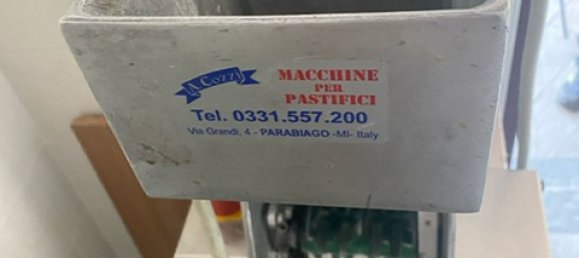 A. Cozzi
MACCHINE
PER
PASTIFICI
Tel. 0331.557.200
Via Grandi, 4 - PARABIAGO -MI- Italy